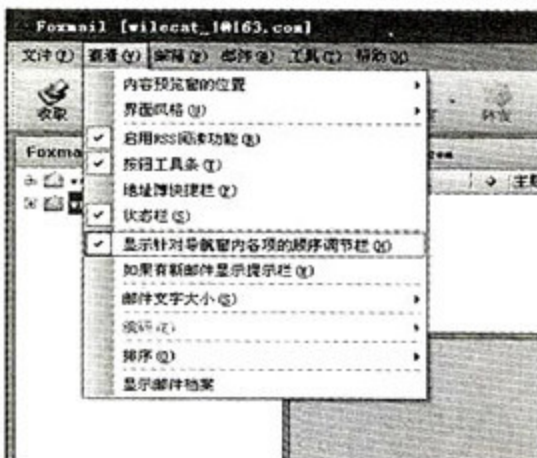 Foxmail [wilecat_1@163.com]
文件(F) 查看(V) 邮箱(B) 邮件(M) 工具(T) 帮助(H)
收取
转发
内容预览窗的位置
界面风格(U)
启用RSS阅读功能(R)
按钮工具条(T)
地址簿快捷栏
状态栏(S)
显示针对导航窗内各项的顺序调节栏
如果有新邮件显示提示栏
邮件文字大小(S)
编码(E)
排序(O)
显示邮件档案
Foxma
com
主题